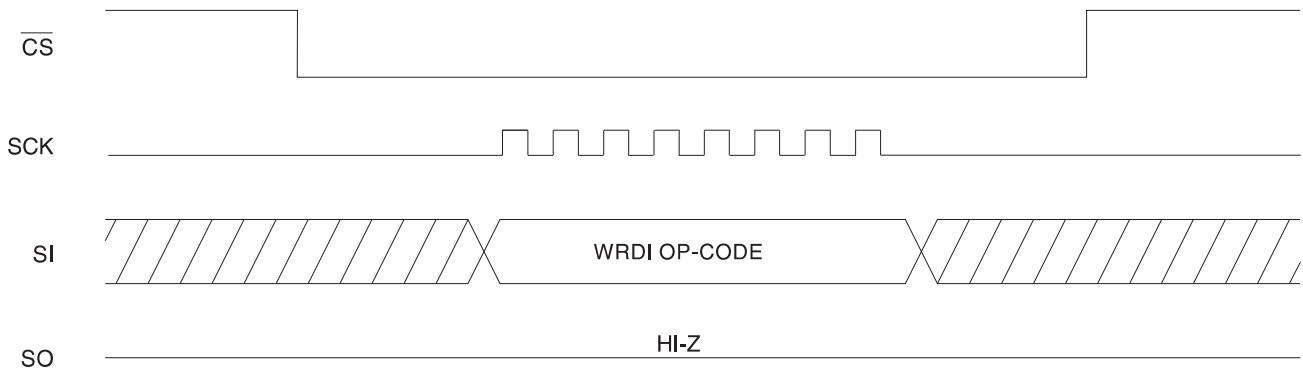 CS
SCK
SI
WRDI OP-CODE
HI-Z
SO